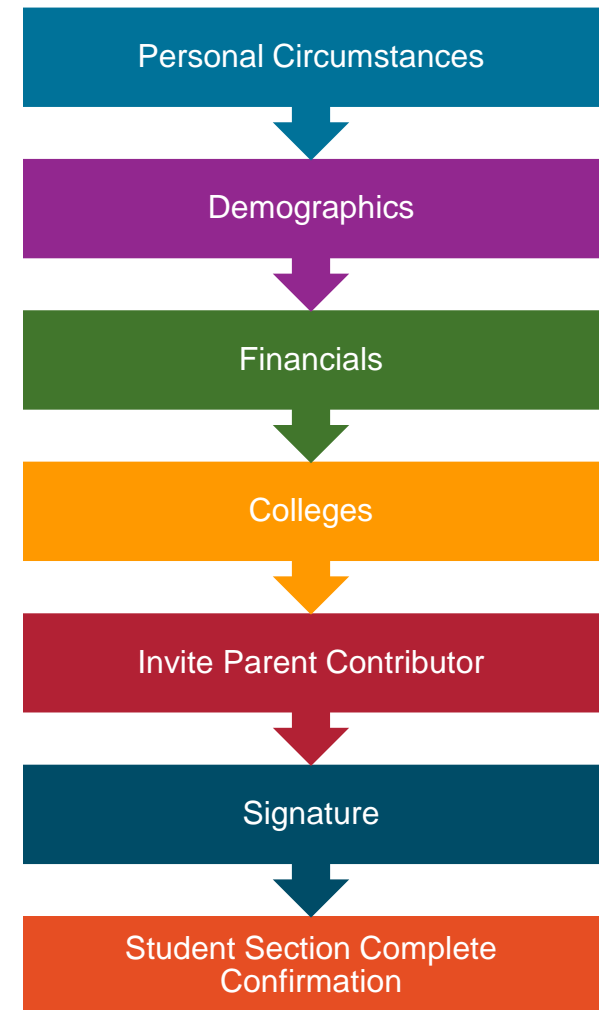 Personal Circumstances
Demographics
Financials
Colleges
Invite Parent Contributor
Signature
Student Section Complete
Confirmation